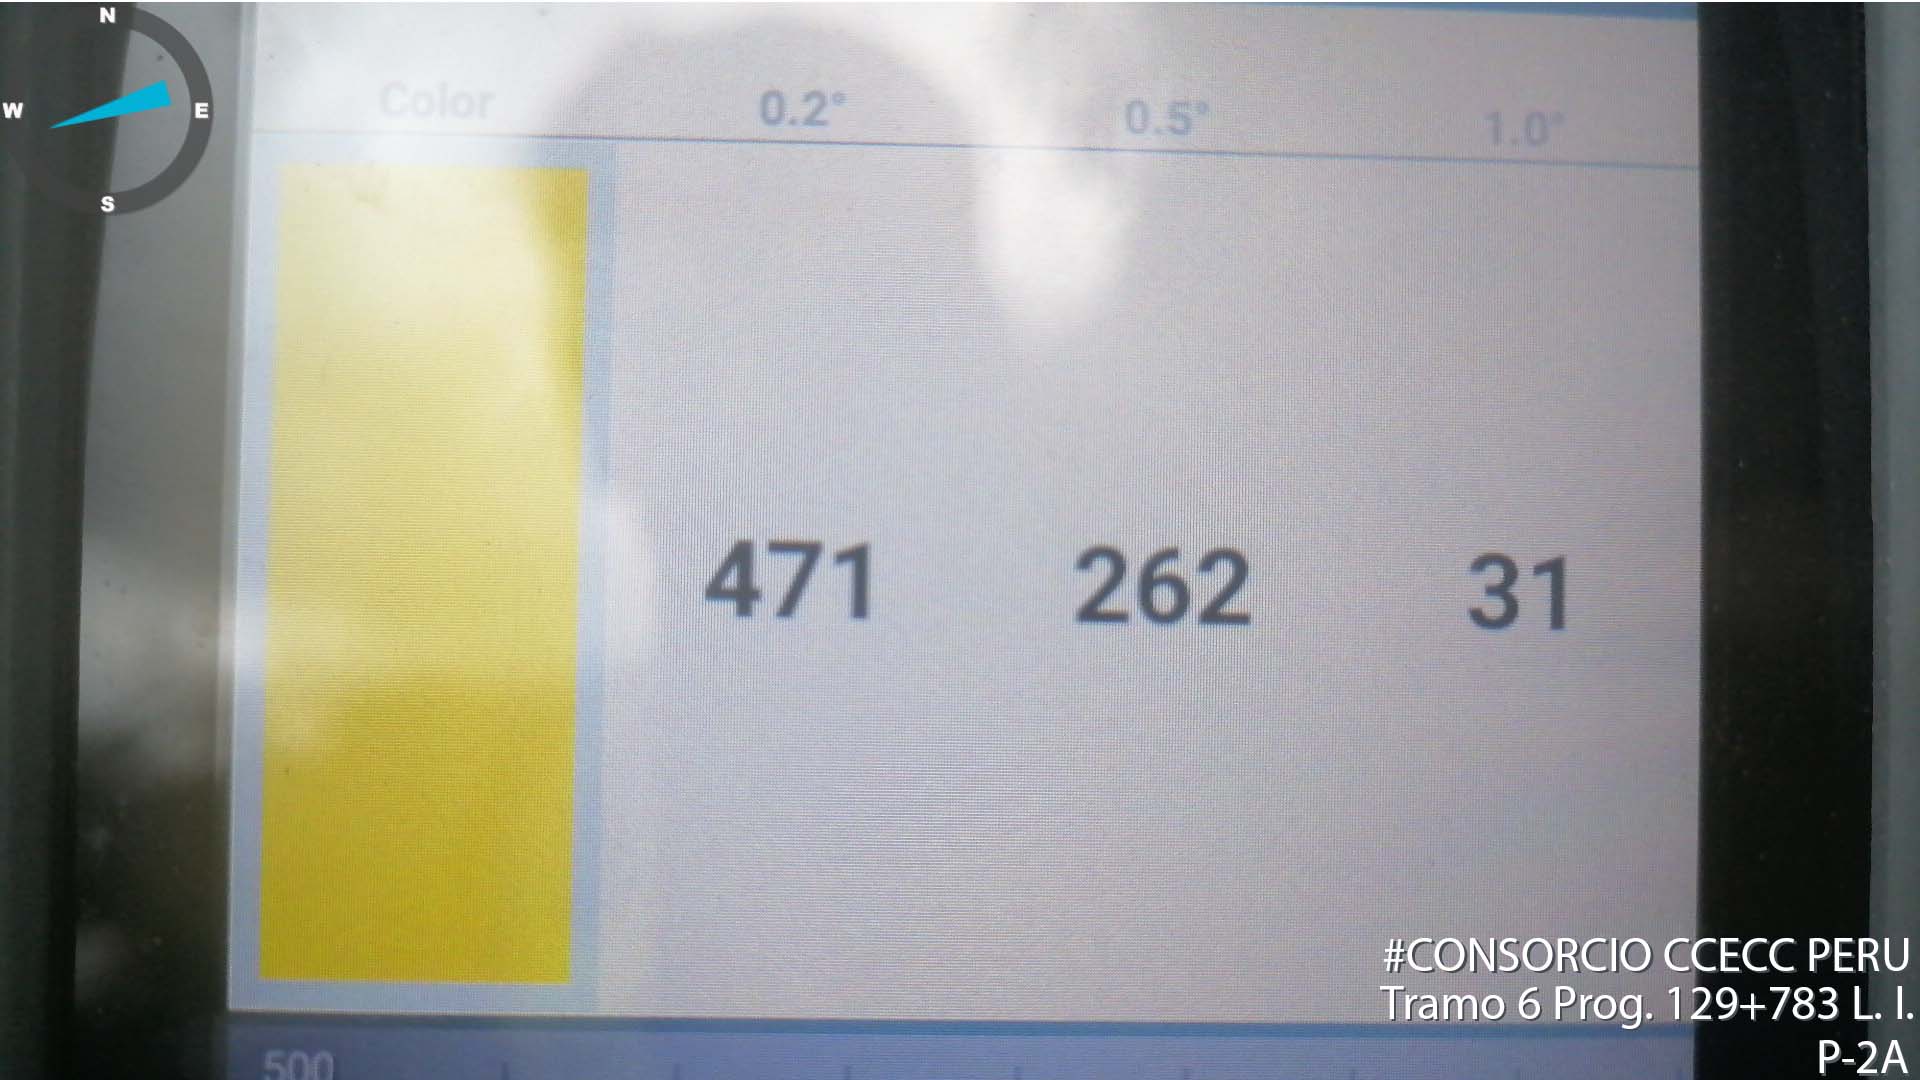 N
W E
S
Color 0.2° 0.5° 1.0°
471 262 31
500
#CONSORCIO CCECC PERU
Tramo 6 Prog. 129+783 L. I.
P-2A